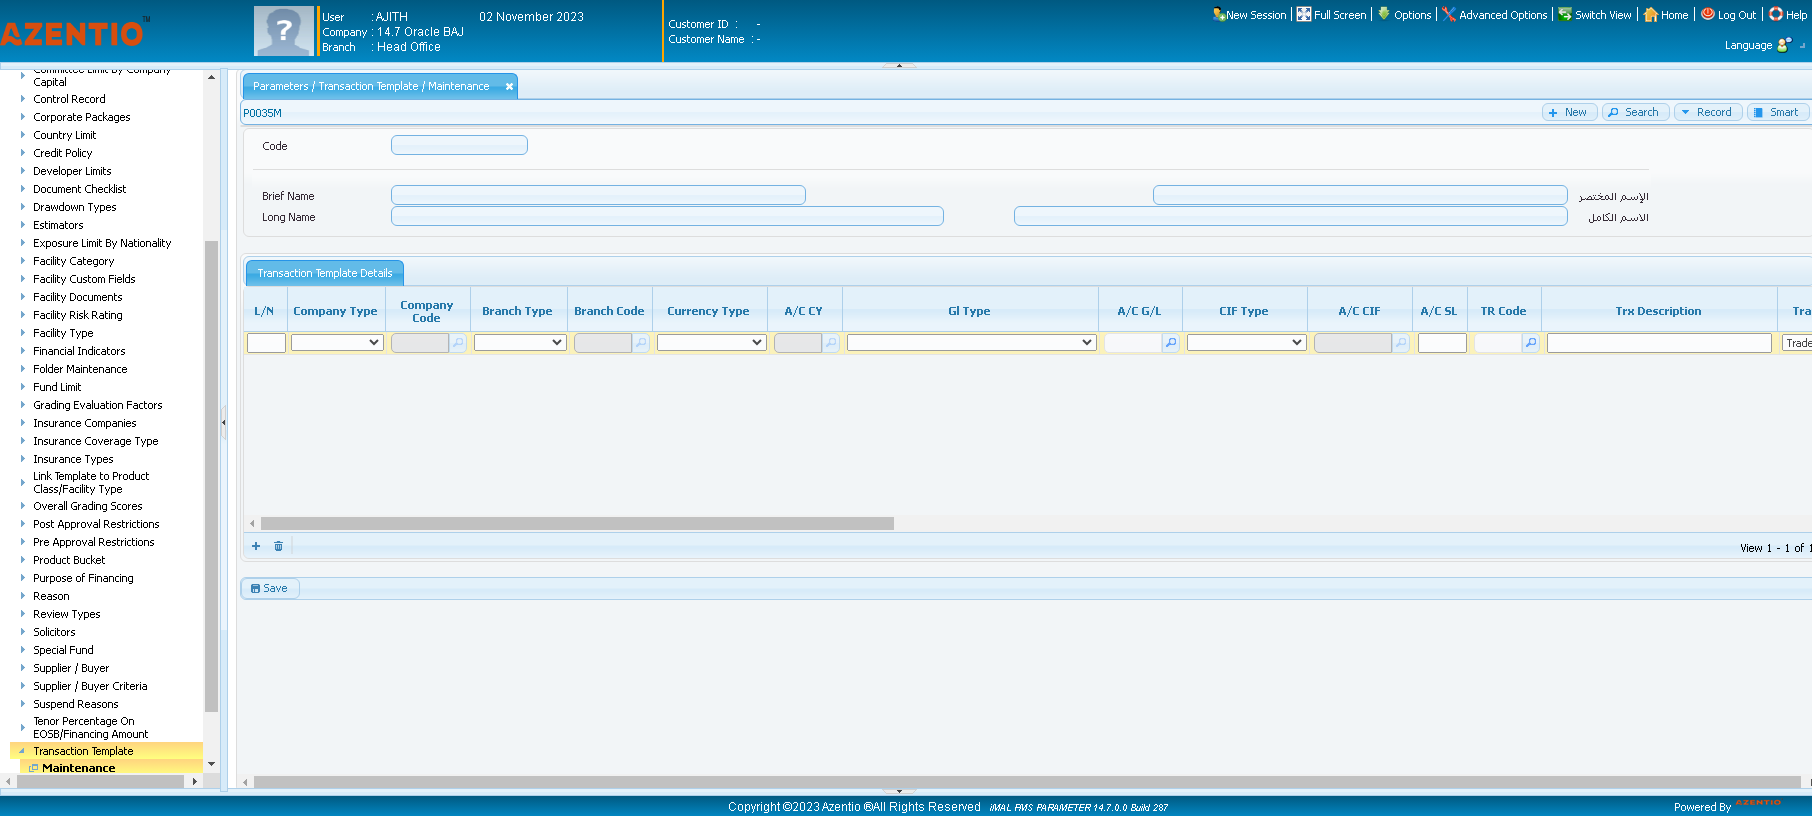 AZENTIO™
User : AJITH 02 November 2023
Company : 14.7 Oracle BAJ
Branch : Head Office
Customer ID : -
Customer Name : -
New Session Full Screen Options Advanced Options Switch View Home Log Out Help
Language
Committee Limit By Company
Capital
Control Record
Corporate Packages
Country Limit
Credit Policy
Developer Limits
Document Checklist
Drawdown Types
Estimators
Exposure Limit By Nationality
Facility Category
Facility Custom Fields
Facility Documents
Facility Risk Rating
Facility Type
Financial Indicators
Folder Maintenance
Fund Limit
Grading Evaluation Factors
Insurance Companies
Insurance Coverage Type
Insurance Types
Link Template to Product
Class/Facility Type
Overall Grading Scores
Post Approval Restrictions
Pre Approval Restrictions
Product Bucket
Purpose of Financing
Reason
Review Types
Solicitors
Special Fund
Supplier / Buyer
Supplier / Buyer Criteria
Suspend Reasons
Tenor Percentage On
EOSB/Financing Amount
Transaction Template
Maintenance
Parameters / Transaction Template / Maintenance
P0035M
New Search Record Smart
Code
Brief Name الإسم المختصر
Long Name الاسم الكامل
Transaction Template Details
L/N Company Type Company Code Branch Type Branch Code Currency Type A/C CY Gl Type A/C G/L CIF Type A/C CIF A/C SL TR Code Trx Description Tra
Trade
View 1 - 1 of 1
Save
Copyright ©2023 Azentio ®All Rights Reserved iMAL PMS PARAMETER 14.7.0.0 Build 287
Powered By AZENTIO